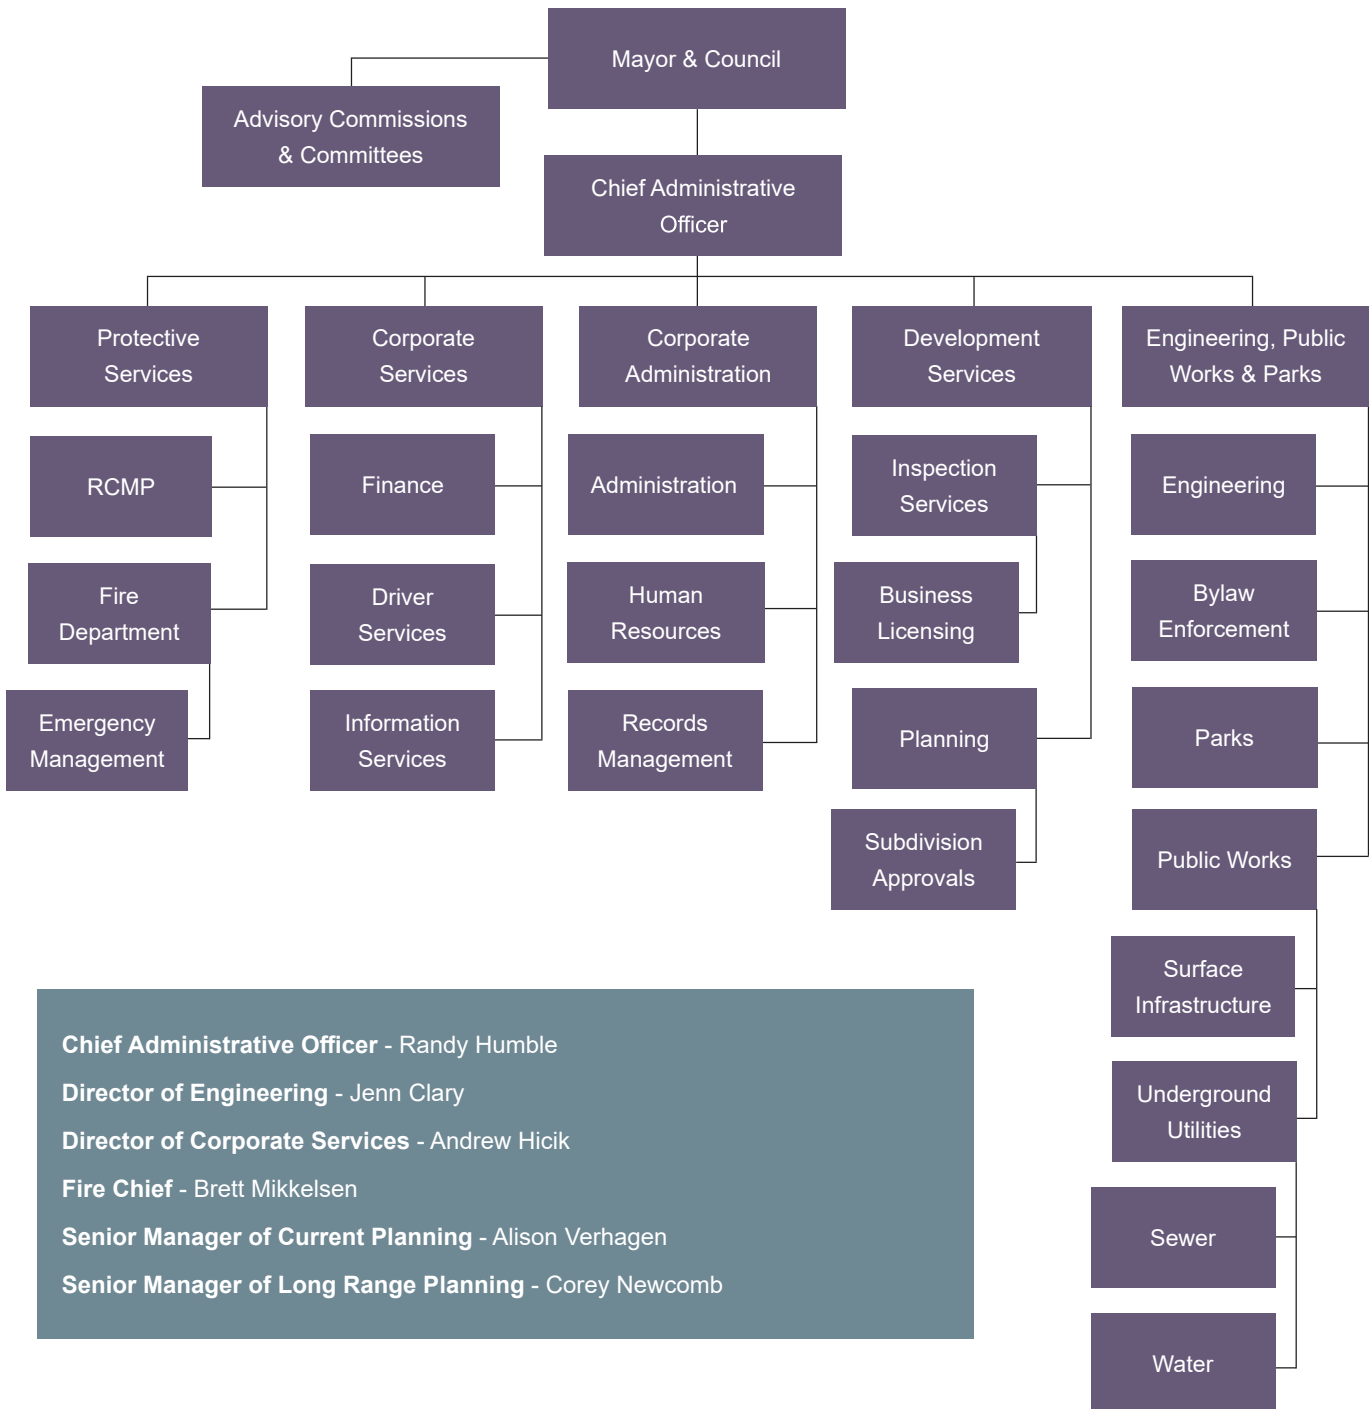 Mayor & Council
Advisory Commissions
& Committees
Chief Administrative
Officer
Protective
Services
RCMP
Fire
Department
Emergency
Management
Corporate
Services
Finance
Driver
Services
Information
Services
Corporate
Administration
Administration
Human
Resources
Records
Management
Development
Services
Inspection
Services
Business
Licensing
Planning
Subdivision
Approvals
Engineering, Public
Works & Parks
Engineering
Bylaw
Enforcement
Parks
Public Works
Surface
Infrastructure
Underground
Utilities
Sewer
Water
Chief Administrative Officer - Randy Humble
Director of Engineering - Jenn Clary
Director of Corporate Services - Andrew Hicik
Fire Chief - Brett Mikkelsen
Senior Manager of Current Planning - Alison Verhagen
Senior Manager of Long Range Planning - Corey Newcomb